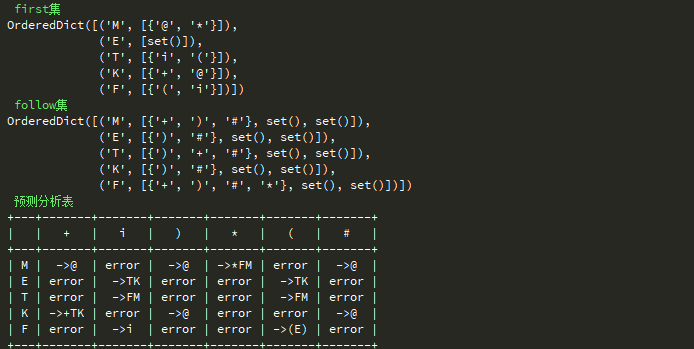 first集
OrderedDict([('M', [{'@', '*'}]),
('E', [set()]),
('T', [{'i', '('}]),
('K', [{'+', '@'}]),
('F', [{'(', 'i'}])])
follow集
OrderedDict([('M', [{'+', ')', '#'}, set(), set()]),
('E', [{')', '#'}, set(), set()]),
('T', [{')', '+', '#'}, set(), set()]),
('K', [{')', '#'}, set(), set()]),
('F', [{'+', ')', '#', '*'}, set(), set()])])
预测分析表
+---+-------+-------+-------+-------+-------+-------+
| | + | i | ) | * | ( | # |
+---+-------+-------+-------+-------+-------+-------+
| M | ->@ | error | ->@ | ->*FM | error | ->@ |
| E | error | ->TK | error | error | ->TK | error |
| T | error | ->FM | error | error | ->FM | error |
| K | ->+TK | error | ->@ | error | error | ->@ |
| F | error | ->i | error | error | ->(E) | error |
+---+-------+-------+-------+-------+-------+-------+